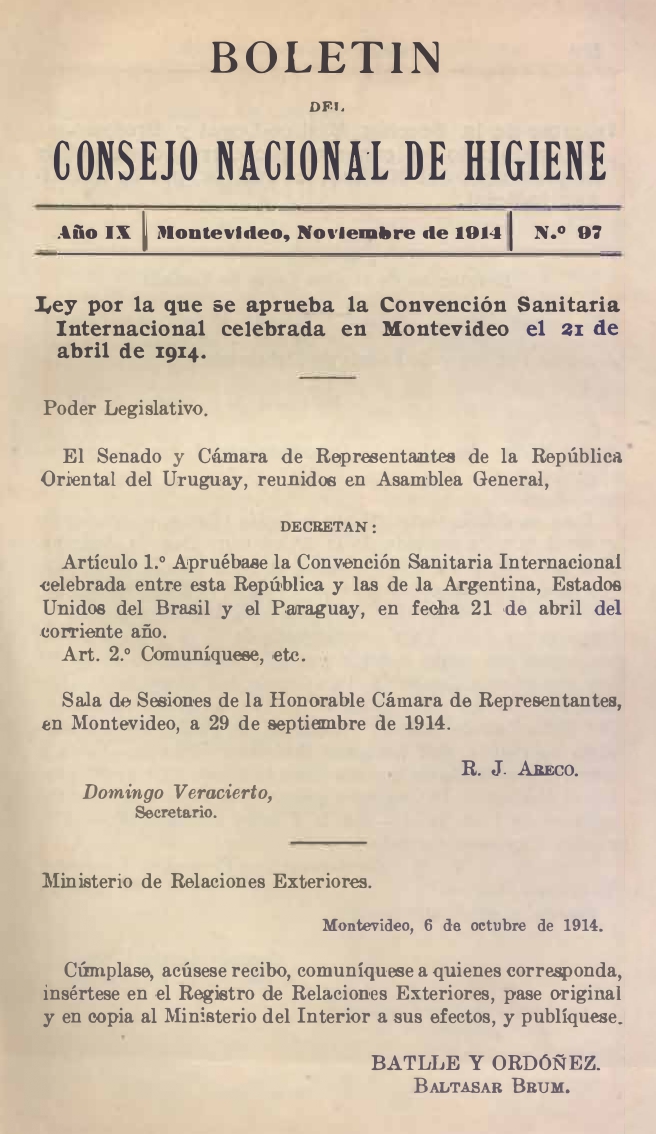 BOLETIN
DEL
CONSEJO NACIONAL DE HIGIENE
Año IX | Montevideo, Noviembre de 1914 | N.º 97
Ley por la que se aprueba la Convención Sanitaria
Internacional celebrada en Montevideo el 21 de
abril de 1914.
Poder Legislativo.
El Senado y Cámara de Representantes de la República
Oriental del Uruguay, reunidos en Asamblea General,
DECRETAN:
Artículo 1.º Apruébase la Convención Sanitaria Internacional
celebrada entre esta República y las de la Argentina, Estados
Unidos del Brasil y el Paraguay, en fecha 21 de abril del
corriente año.
Art. 2.º Comuníquese, etc.
Sala de Sesiones de la Honorable Cámara de Representantes,
en Montevideo, a 29 de septiembre de 1914.
R. J. ARECO.
Domingo Veracierto,
Secretario.
Ministerio de Relaciones Exteriores.
Montevideo, 6 de octubre de 1914.
Cúmplase, acúsese recibo, comuníquese a quienes corresponda,
insértese en el Registro de Relaciones Exteriores, pase original
y en copia al Ministerio del Interior a sus efectos, y publíquese.
BATLLE Y ORDÓÑEZ.
BALTASAR BRUM.